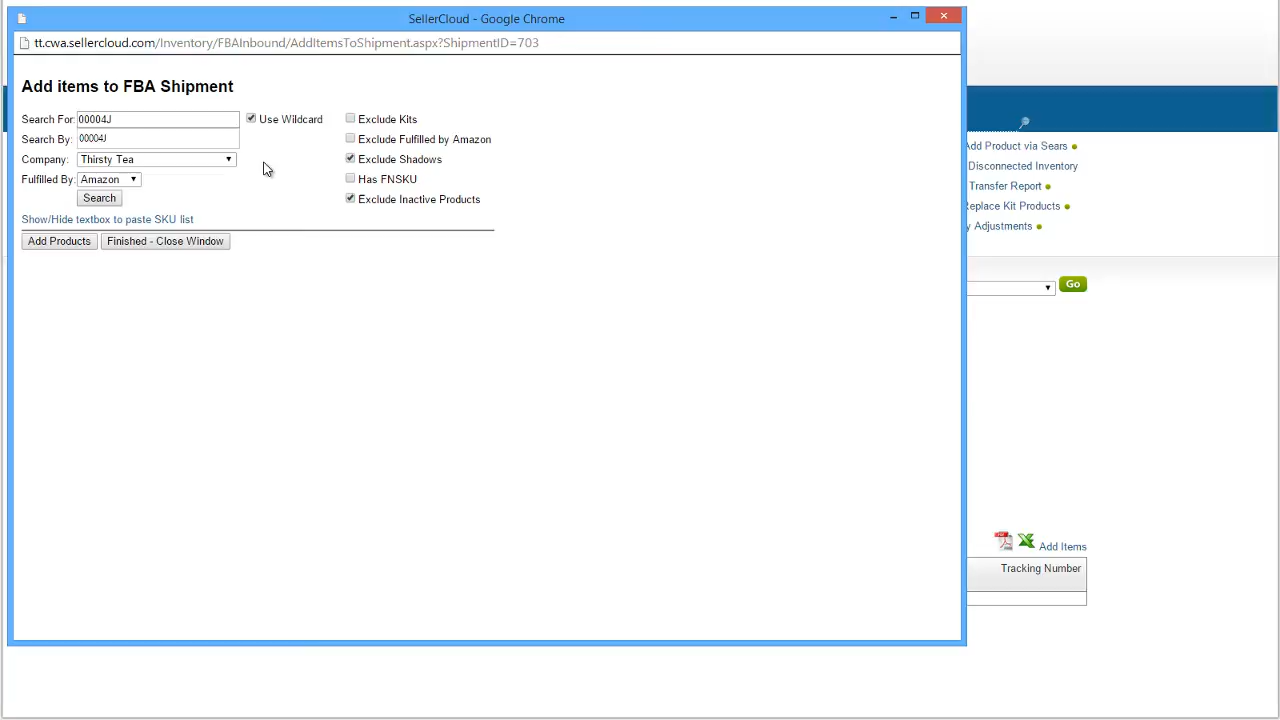 SellerCloud - Google Chrome
tt.cwa.sellercloud.com/Inventory/FBAInbound/AddItemsToShipment.aspx?ShipmentID=703
Add items to FBA Shipment
Search For: 00004J Use Wildcard Exclude Kits
Search By: 00004J Exclude Fulfilled by Amazon
Company: Thirsty Tea Exclude Shadows
Fulfilled By: Amazon Has FNSKU
Search Exclude Inactive Products
Show/Hide textbox to paste SKU list
Add Products Finished - Close Window
Add Product via Sears
Disconnected Inventory
Transfer Report
Replace Kit Products
y Adjustments
Go
Add Items
Tracking Number